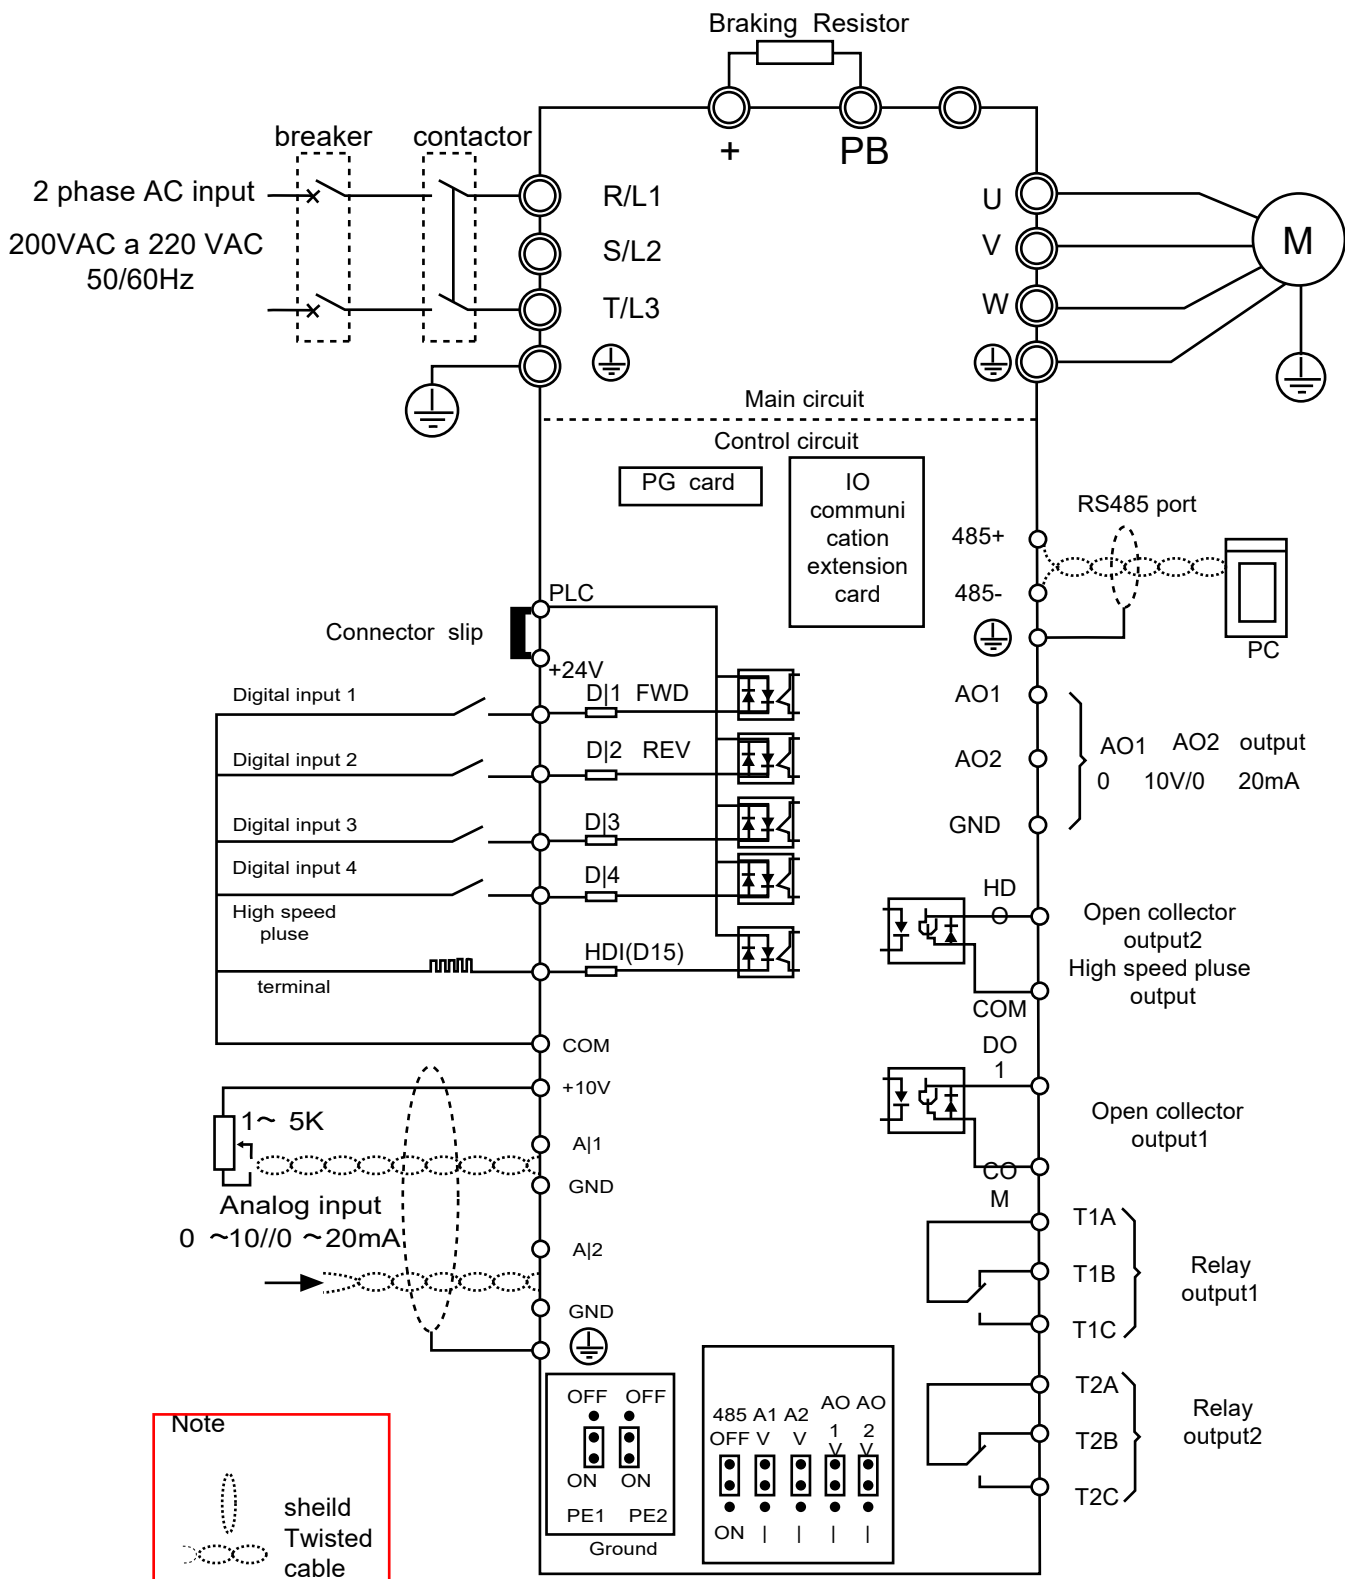 Braking Resistor
breaker
contactor
+
PB
2 phase AC input
200VAC a 220 VAC
50/60Hz
R/L1
S/L2
T/L3
U
V
W
M
Main circuit
Control circuit
PG card
IO
communi
cation
extension
card
RS485 port
485+
485-
PC
PLC
Connector slip
+24V
Digital input 1
D|1 FWD
Digital input 2
D|2 REV
Digital input 3
D|3
Digital input 4
D|4
High speed
pluse
terminal
HDI(D15)
COM
+10V
1~ 5K
A|1
GND
Analog input
0 ~10//0 ~20mA
A|2
GND
AO1
AO2
GND
AO1 AO2 output
0 10V/0 20mA
HD
O
Open collector
output2
High speed pluse
output
COM
DO
1
Open collector
output1
CO
M
T1A
T1B
T1C
Relay
output1
T2A
T2B
T2C
Relay
output2
OFF OFF
ON ON
PE1 PE2
Ground
485 A1 A2 AO AO
OFF V V 1 2
V V
ON | | | |
Note
sheild
Twisted
cable